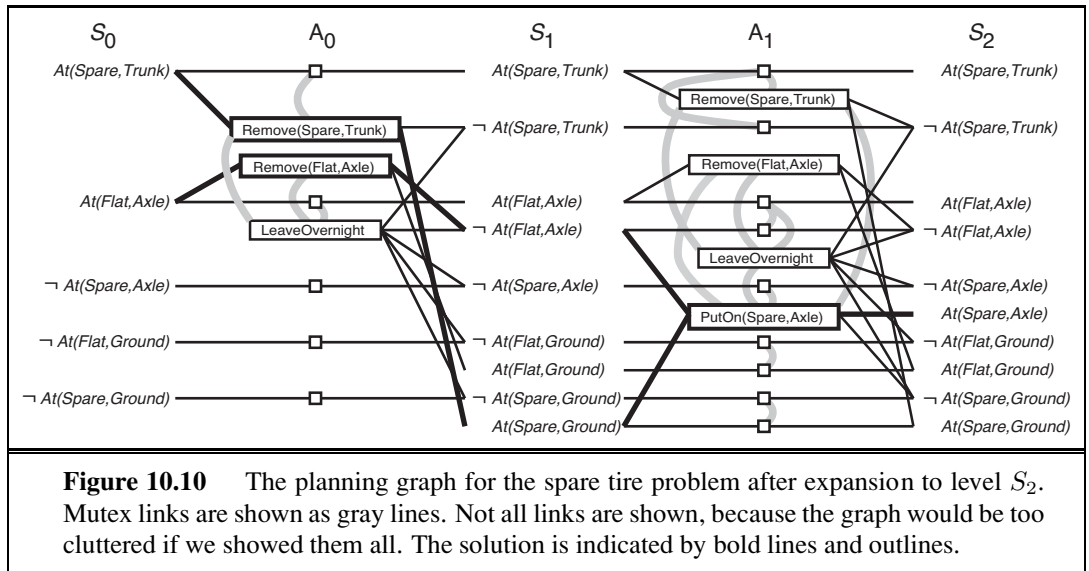 S0 A0 S1 A1 S2
At(Spare,Trunk) At(Spare,Trunk) At(Spare,Trunk)
Remove(Spare,Trunk)
Remove(Spare,Trunk) ¬ At(Spare,Trunk) ¬ At(Spare,Trunk)
Remove(Flat,Axle) Remove(Flat,Axle)
At(Flat,Axle) At(Flat,Axle) At(Flat,Axle)
LeaveOvernight ¬ At(Flat,Axle) ¬ At(Flat,Axle)
LeaveOvernight
¬ At(Spare,Axle) ¬ At(Spare,Axle) ¬ At(Spare,Axle)
PutOn(Spare,Axle) At(Spare,Axle)
¬ At(Flat,Ground) ¬ At(Flat,Ground) ¬ At(Flat,Ground)
At(Flat,Ground) At(Flat,Ground)
¬ At(Spare,Ground) ¬ At(Spare,Ground) ¬ At(Spare,Ground)
At(Spare,Ground) At(Spare,Ground)
Figure 10.10 The planning graph for the spare tire problem after expansion to level S2.
Mutex links are shown as gray lines. Not all links are shown, because the graph would be too
cluttered if we showed them all. The solution is indicated by bold lines and outlines.